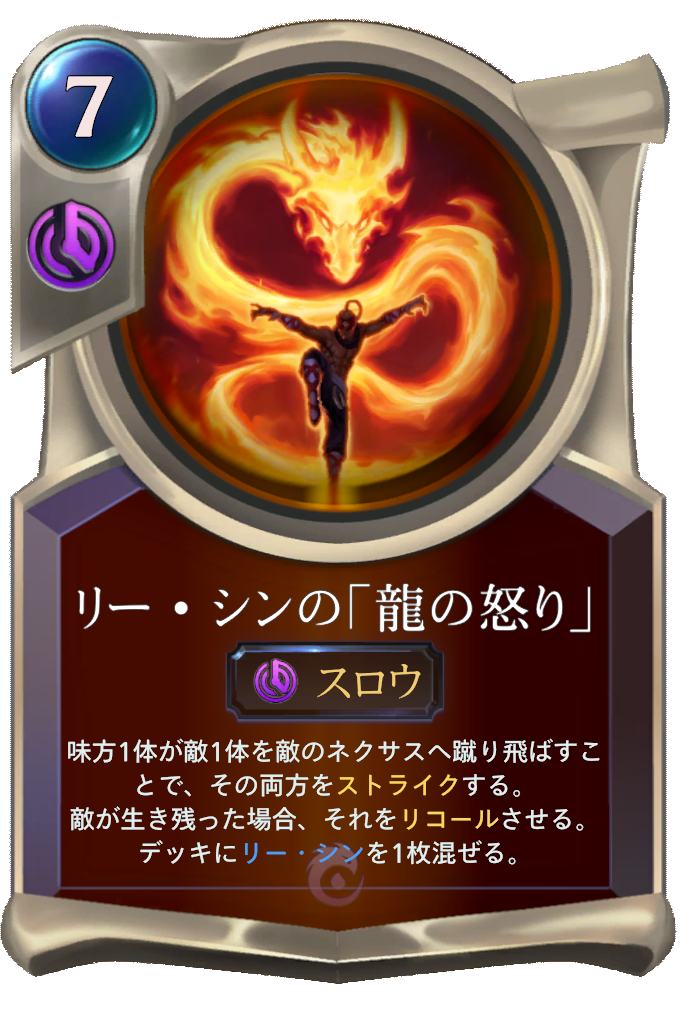 7
リー・シンの「龍の怒り」
スロウ
味方1体が敵1体を敵のネクサスへ蹴り飛ばすこ
とで、その両方をストライクする。
敵が生き残った場合、それをリコールさせる。
デッキにリー・シンを1枚混ぜる。